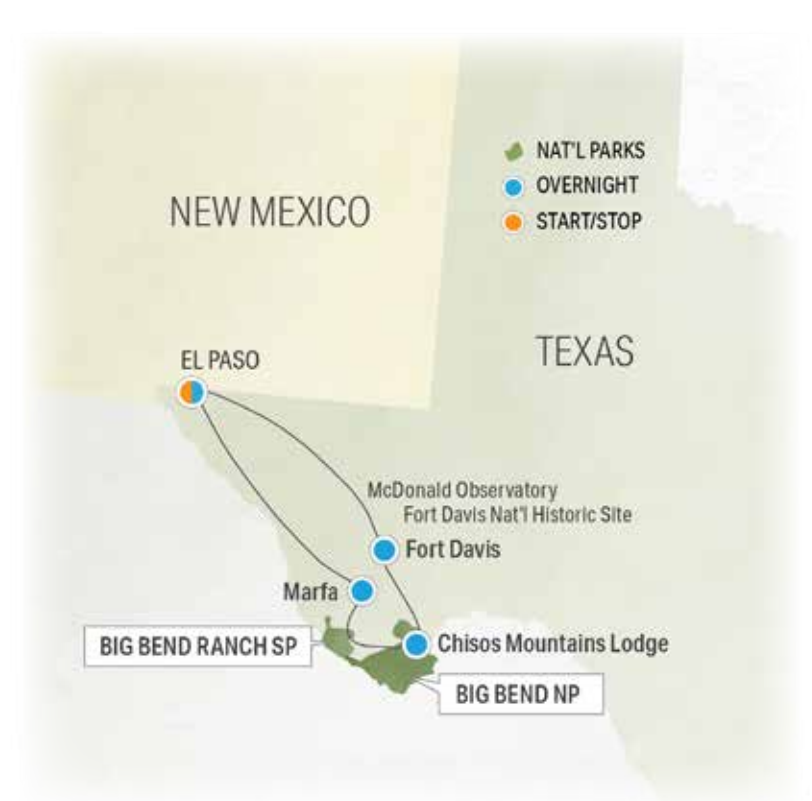 NAT'L PARKS
OVERNIGHT
START/STOP
NEW MEXICO
TEXAS
EL PASO
McDonald Observatory
Fort Davis Nat'l Historic Site
Fort Davis
Marfa
BIG BEND RANCH SP
Chisos Mountains Lodge
BIG BEND NP